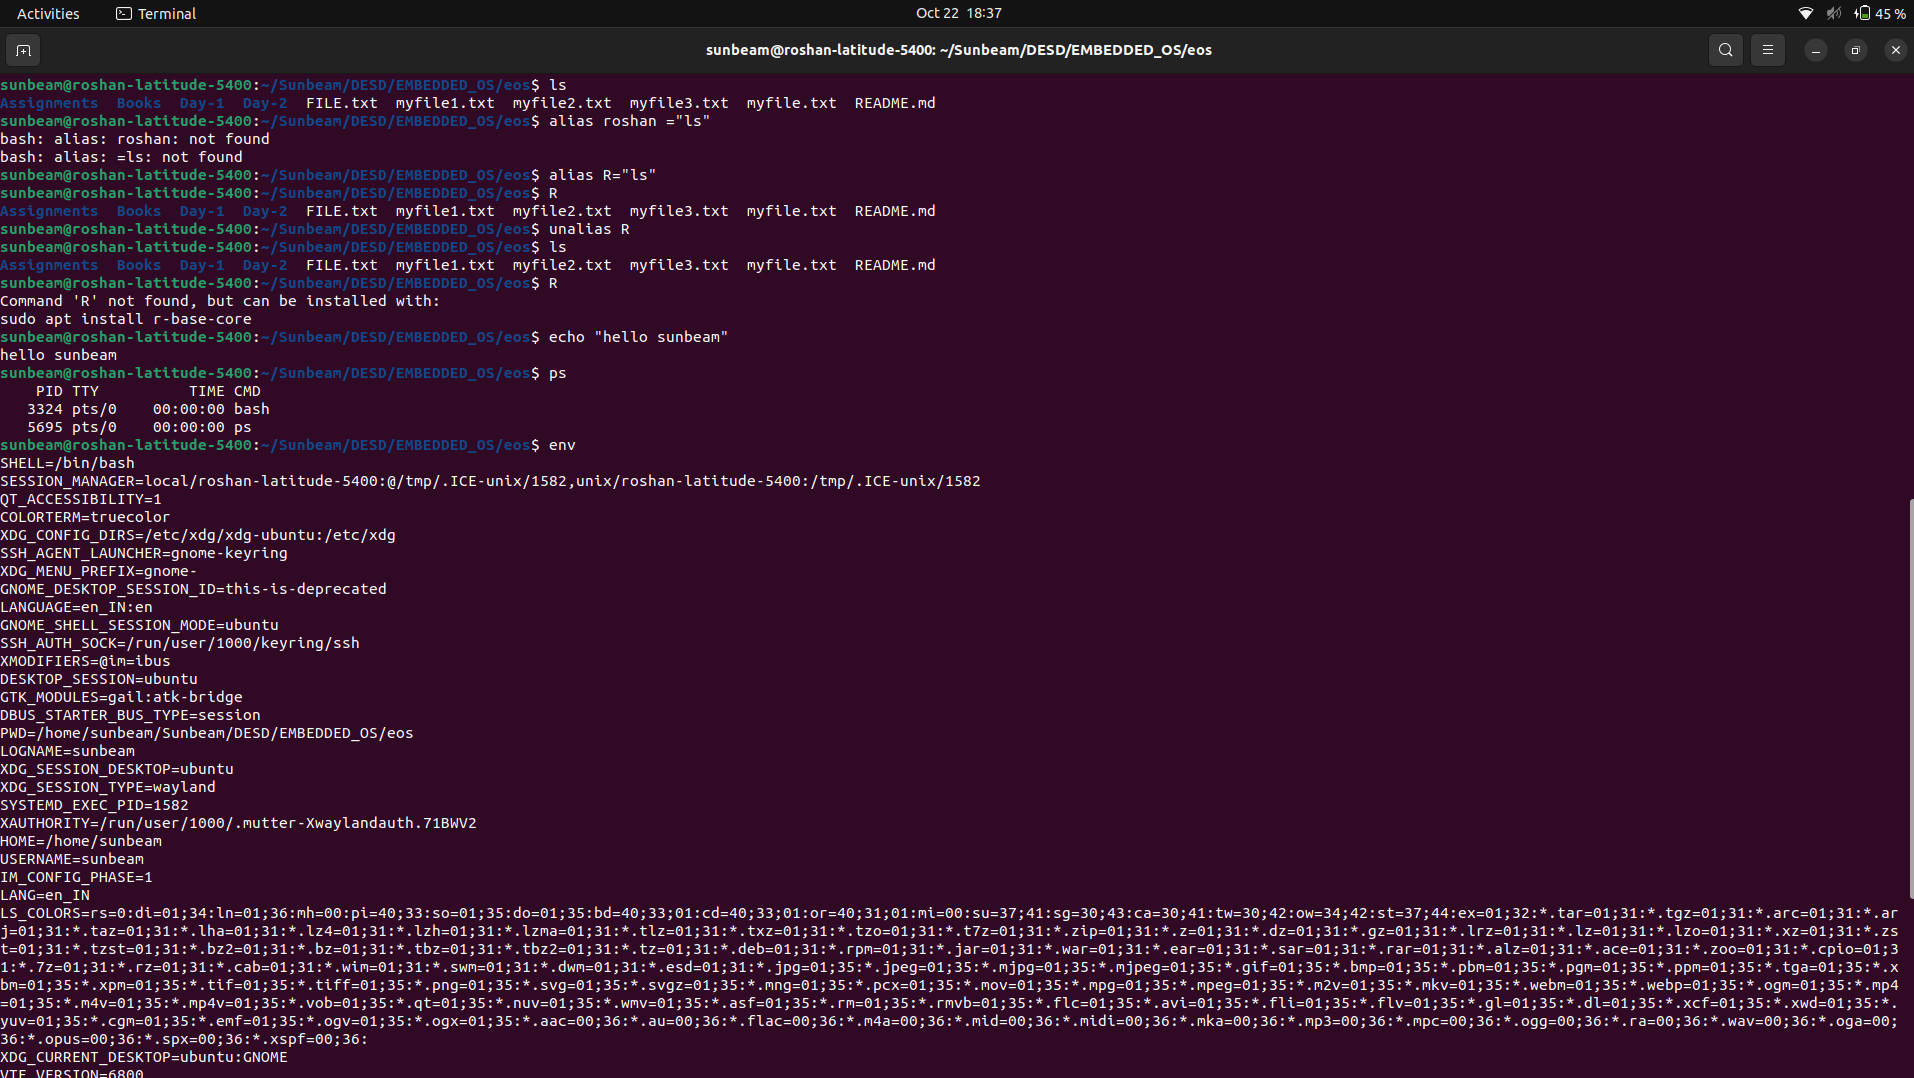 Activities Terminal Oct 22 18:37 45 %
sunbeam@roshan-latitude-5400: ~/Sunbeam/DESD/EMBEDDED_OS/eos
sunbeam@roshan-latitude-5400:~/Sunbeam/DESD/EMBEDDED_OS/eos$ ls
Assignments  Books  Day-1  Day-2  FILE.txt  myfile1.txt  myfile2.txt  myfile3.txt  myfile.txt  README.md
sunbeam@roshan-latitude-5400:~/Sunbeam/DESD/EMBEDDED_OS/eos$ alias roshan ="ls"
bash: alias: roshan: not found
bash: alias: =ls: not found
sunbeam@roshan-latitude-5400:~/Sunbeam/DESD/EMBEDDED_OS/eos$ alias R="ls"
sunbeam@roshan-latitude-5400:~/Sunbeam/DESD/EMBEDDED_OS/eos$ R
Assignments  Books  Day-1  Day-2  FILE.txt  myfile1.txt  myfile2.txt  myfile3.txt  myfile.txt  README.md
sunbeam@roshan-latitude-5400:~/Sunbeam/DESD/EMBEDDED_OS/eos$ unalias R
sunbeam@roshan-latitude-5400:~/Sunbeam/DESD/EMBEDDED_OS/eos$ ls
Assignments  Books  Day-1  Day-2  FILE.txt  myfile1.txt  myfile2.txt  myfile3.txt  myfile.txt  README.md
sunbeam@roshan-latitude-5400:~/Sunbeam/DESD/EMBEDDED_OS/eos$ R
Command 'R' not found, but can be installed with:
sudo apt install r-base-core
sunbeam@roshan-latitude-5400:~/Sunbeam/DESD/EMBEDDED_OS/eos$ echo "hello sunbeam"
hello sunbeam
sunbeam@roshan-latitude-5400:~/Sunbeam/DESD/EMBEDDED_OS/eos$ ps
    PID TTY          TIME CMD
   3324 pts/0    00:00:00 bash
   5695 pts/0    00:00:00 ps
sunbeam@roshan-latitude-5400:~/Sunbeam/DESD/EMBEDDED_OS/eos$ env
SHELL=/bin/bash
SESSION_MANAGER=local/roshan-latitude-5400:@/tmp/.ICE-unix/1582,unix/roshan-latitude-5400:/tmp/.ICE-unix/1582
QT_ACCESSIBILITY=1
COLORTERM=truecolor
XDG_CONFIG_DIRS=/etc/xdg/xdg-ubuntu:/etc/xdg
SSH_AGENT_LAUNCHER=gnome-keyring
XDG_MENU_PREFIX=gnome-
GNOME_DESKTOP_SESSION_ID=this-is-deprecated
LANGUAGE=en_IN:en
GNOME_SHELL_SESSION_MODE=ubuntu
SSH_AUTH_SOCK=/run/user/1000/keyring/ssh
XMODIFIERS=@im=ibus
DESKTOP_SESSION=ubuntu
GTK_MODULES=gail:atk-bridge
DBUS_STARTER_BUS_TYPE=session
PWD=/home/sunbeam/Sunbeam/DESD/EMBEDDED_OS/eos
LOGNAME=sunbeam
XDG_SESSION_DESKTOP=ubuntu
XDG_SESSION_TYPE=wayland
SYSTEMD_EXEC_PID=1582
XAUTHORITY=/run/user/1000/.mutter-Xwaylandauth.71BWV2
HOME=/home/sunbeam
USERNAME=sunbeam
IM_CONFIG_PHASE=1
LANG=en_IN
LS_COLORS=rs=0:di=01;34:ln=01;36:mh=00:pi=40;33:so=01;35:do=01;35:bd=40;33;01:cd=40;33;01:or=40;31;01:mi=00:su=37;41:sg=30;43:ca=30;41:tw=30;42:ow=34;42:st=37;44:ex=01;32:*.tar=01;31:*.tgz=01;31:*.arc=01;31:*.ar
j=01;31:*.taz=01;31:*.lha=01;31:*.lz4=01;31:*.lzh=01;31:*.lzma=01;31:*.tlz=01;31:*.txz=01;31:*.tzo=01;31:*.t7z=01;31:*.zip=01;31:*.z=01;31:*.dz=01;31:*.gz=01;31:*.lrz=01;31:*.lz=01;31:*.lzo=01;31:*.xz=01;31:*.zs
t=01;31:*.tzst=01;31:*.bz2=01;31:*.bz=01;31:*.tbz=01;31:*.tbz2=01;31:*.tz=01;31:*.deb=01;31:*.rpm=01;31:*.jar=01;31:*.war=01;31:*.ear=01;31:*.sar=01;31:*.rar=01;31:*.alz=01;31:*.ace=01;31:*.zoo=01;31:*.cpio=01;3
1:*.7z=01;31:*.rz=01;31:*.cab=01;31:*.wim=01;31:*.swm=01;31:*.dwm=01;31:*.esd=01;31:*.jpg=01;35:*.jpeg=01;35:*.mjpg=01;35:*.mjpeg=01;35:*.gif=01;35:*.bmp=01;35:*.pbm=01;35:*.pgm=01;35:*.ppm=01;35:*.tga=01;35:*.x
bm=01;35:*.xpm=01;35:*.tif=01;35:*.tiff=01;35:*.png=01;35:*.svg=01;35:*.svgz=01;35:*.mng=01;35:*.pcx=01;35:*.mov=01;35:*.mpg=01;35:*.mpeg=01;35:*.m2v=01;35:*.mkv=01;35:*.webm=01;35:*.webp=01;35:*.ogm=01;35:*.mp4
=01;35:*.m4v=01;35:*.mp4v=01;35:*.vob=01;35:*.qt=01;35:*.nuv=01;35:*.wmv=01;35:*.asf=01;35:*.rm=01;35:*.rmvb=01;35:*.flc=01;35:*.avi=01;35:*.fli=01;35:*.flv=01;35:*.gl=01;35:*.dl=01;35:*.xcf=01;35:*.xwd=01;35:*.
yuv=01;35:*.cgm=01;35:*.emf=01;35:*.ogv=01;35:*.ogx=01;35:*.aac=00;36:*.au=00;36:*.flac=00;36:*.m4a=00;36:*.mid=00;36:*.midi=00;36:*.mka=00;36:*.mp3=00;36:*.mpc=00;36:*.ogg=00;36:*.ra=00;36:*.wav=00;36:*.oga=00;
36:*.opus=00;36:*.spx=00;36:*.xspf=00;36:
XDG_CURRENT_DESKTOP=ubuntu:GNOME
VTE_VERSION=6800